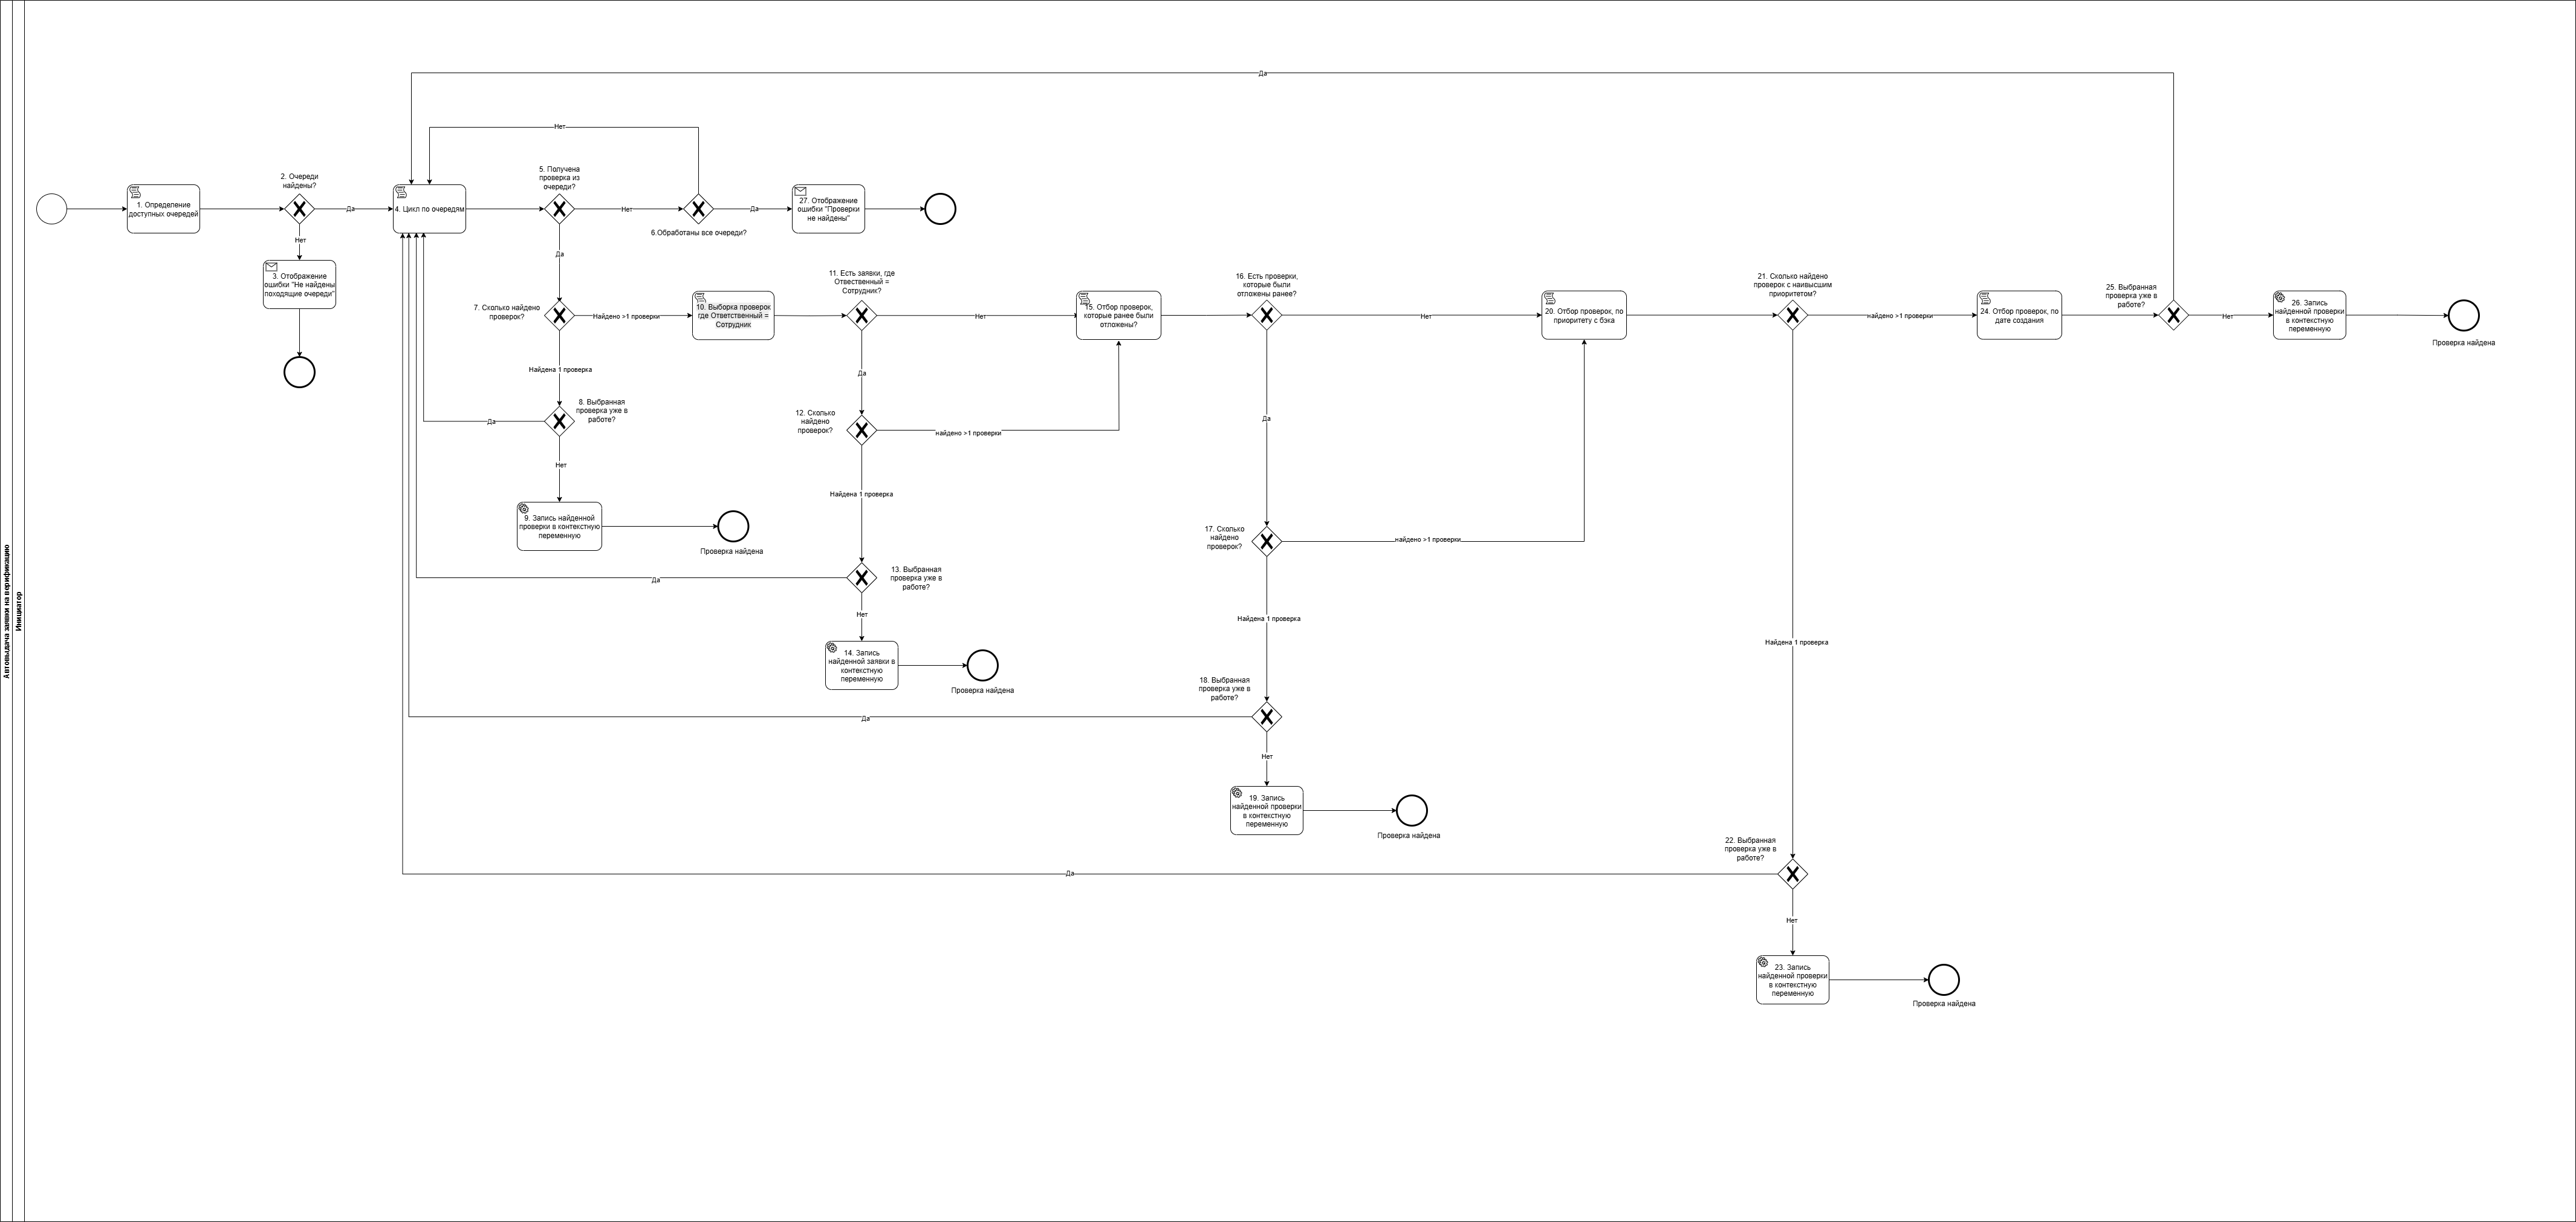 Автовыдача заявки на верификацию
Инициатор
Да
Нет
2. Очереди
найдены?
5. Получена
проверка из
очереди?
1. Определение
доступных очередей
Да
4. Цикл по очередям
Нет
Да
27. Отображение
ошибки "Проверки
не найдены"
6.Обработаны все очереди?
Нет
3. Отображение
ошибки "Не найдены
походящие очереди"
Да
7. Сколько найдено
проверок?
Найдено >1 проверки
10. Выборка проверок
где Ответственный =
Сотрудник
11. Есть заявки, где
Отвественный =
Сотрудник?
Нет
15. Отбор проверок,
которые ранее были
отложены?
16. Есть проверки,
которые были
отложены ранее?
Нет
20. Отбор проверок, по
приоритету с бэка
21. Сколько найдено
проверок с наивысшим
приоритетом?
найдено >1 проверки
24. Отбор проверок, по
дате создания
25. Выбранная
проверка уже в
работе?
Нет
26. Запись
найденной проверки
в контекстную
переменную
Проверка найдена
Найдена 1 проверка
8. Выбранная
проверка уже в
работе?
Да
Нет
9. Запись найденной
проверки в контекстную
переменную
Проверка найдена
Да
12. Сколько
найдено
проверок?
найдено >1 проверки
Найдена 1 проверка
13. Выбранная
проверка уже в
работе?
Да
Нет
14. Запись
найденной заявки в
контекстную
переменную
Проверка найдена
Да
17. Сколько
найдено
проверок?
найдено >1 проверки
Найдена 1 проверка
18. Выбранная
проверка уже в
работе?
Да
Нет
19. Запись
найденной проверки
в контекстную
переменную
Проверка найдена
Найдена 1 проверка
22. Выбранная
проверка уже в
работе?
Да
Нет
23. Запись
найденной проверки
в контекстную
переменную
Проверка найдена